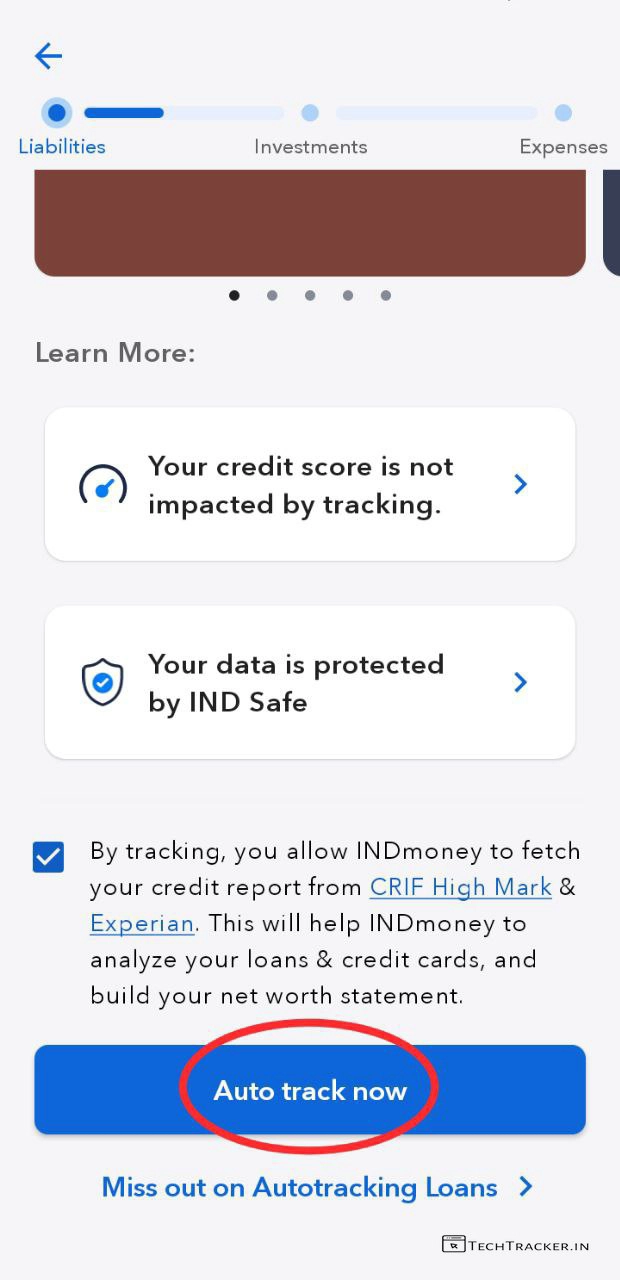 Liabilities Investments Expenses
Learn More:
Your credit score is not
impacted by tracking.
Your data is protected
by IND Safe
By tracking, you allow INDmoney to fetch
your credit report from CRIF High Mark &
Experian. This will help INDmoney to
analyze your loans & credit cards, and
build your net worth statement.
Auto track now
Miss out on Autotracking Loans
TECHTRACKER.IN